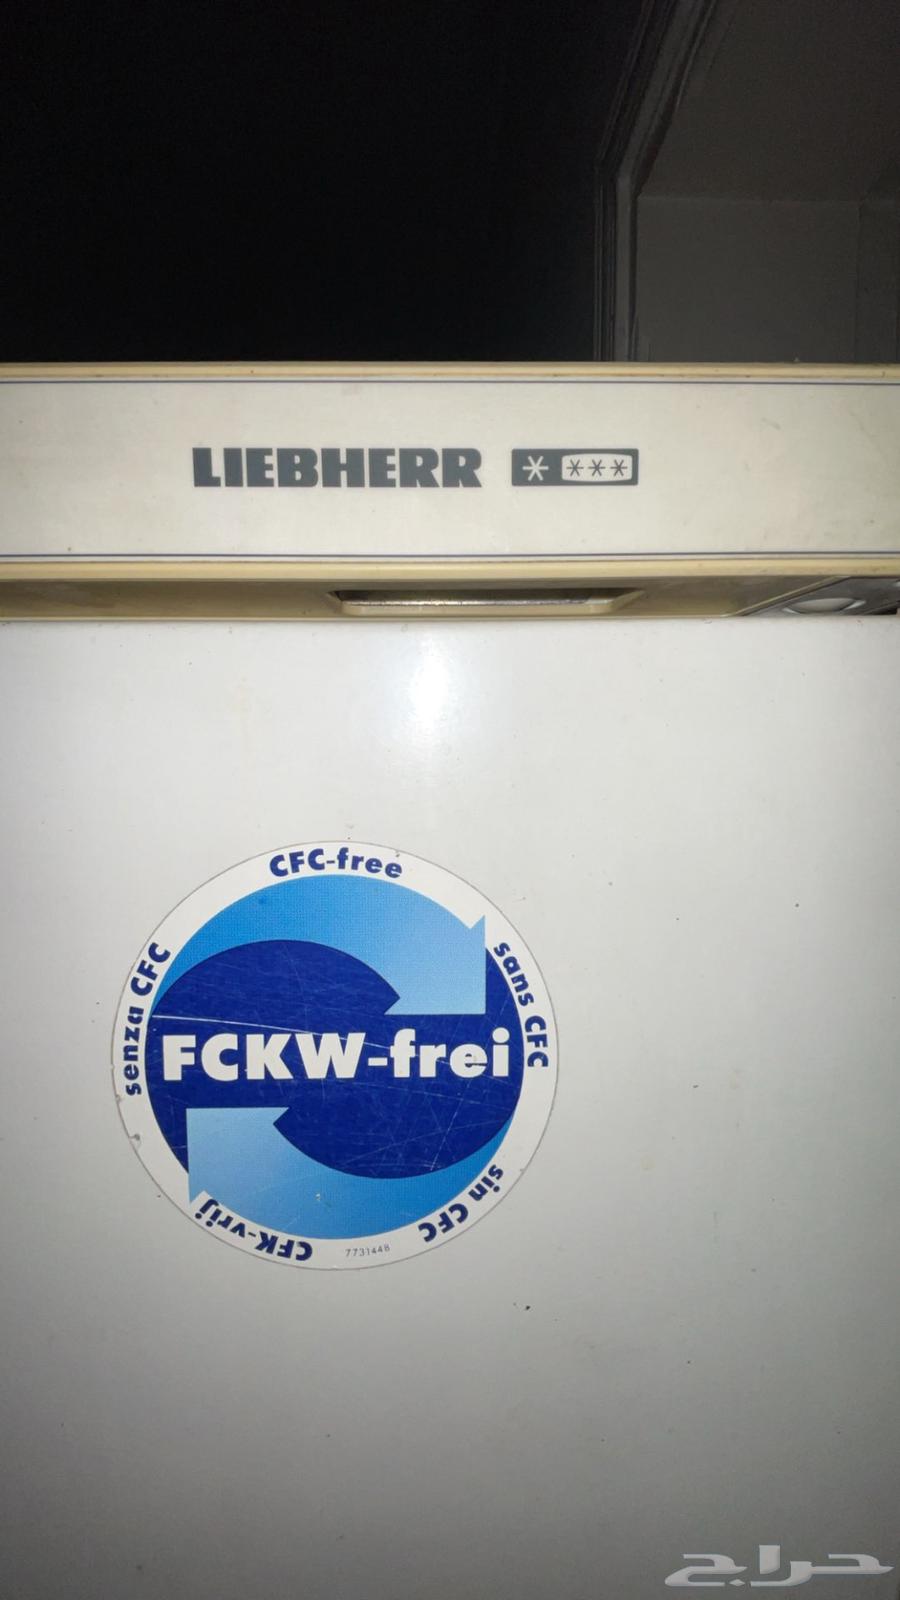 LIEBHERR
CFC-free
sans CFC
sin CFC
CFK-vrij
senza CFC
FCKW-frei
7731448
حراج